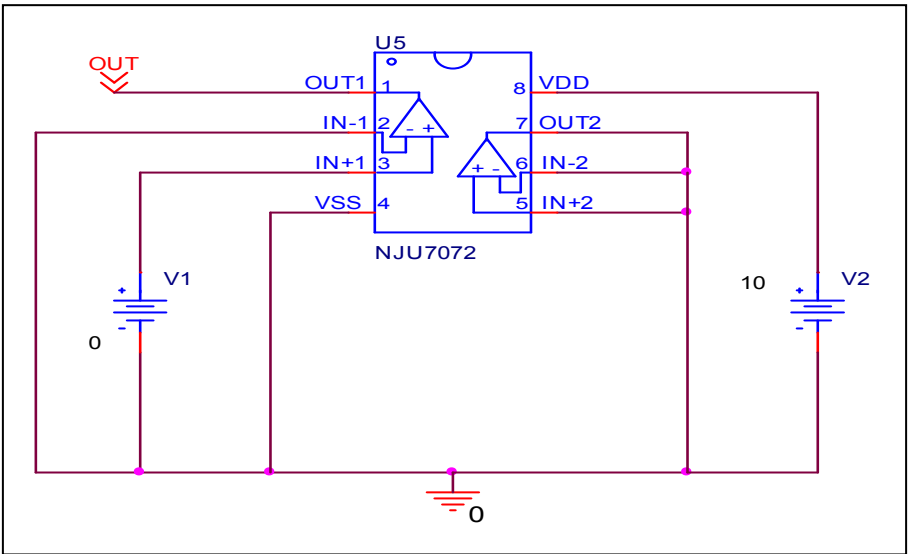 U5
OUT
OUT1 1 8 VDD
- +
IN-1 2 7 OUT2
IN+1 3 + - 6 IN-2
VSS 4 5 IN+2
NJU7072
+ V1
-
0
10 + V2
-
0